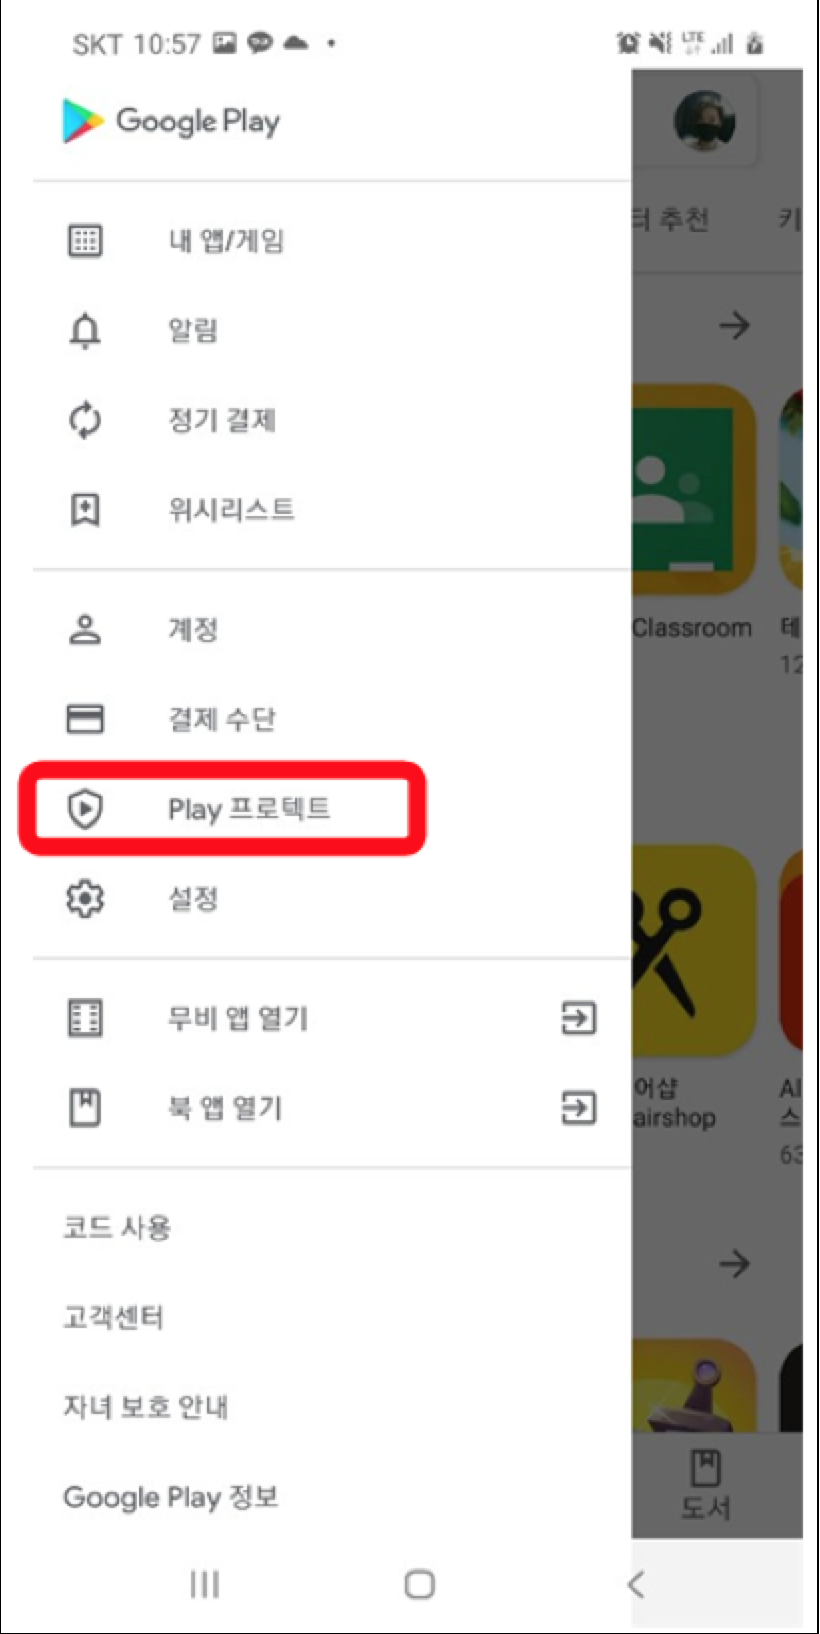 SKT 10:57
LTE
Google Play
내 앱/게임
알림
정기 결제
위시리스트
계정
결제 수단
Play 프로텍트
설정
무비 앱 열기
북 앱 열기
코드 사용
고객센터
자녀 보호 안내
Google Play 정보
터 추천
키
Classroom
테
12
어샵
airshop
AI
스
63
도서